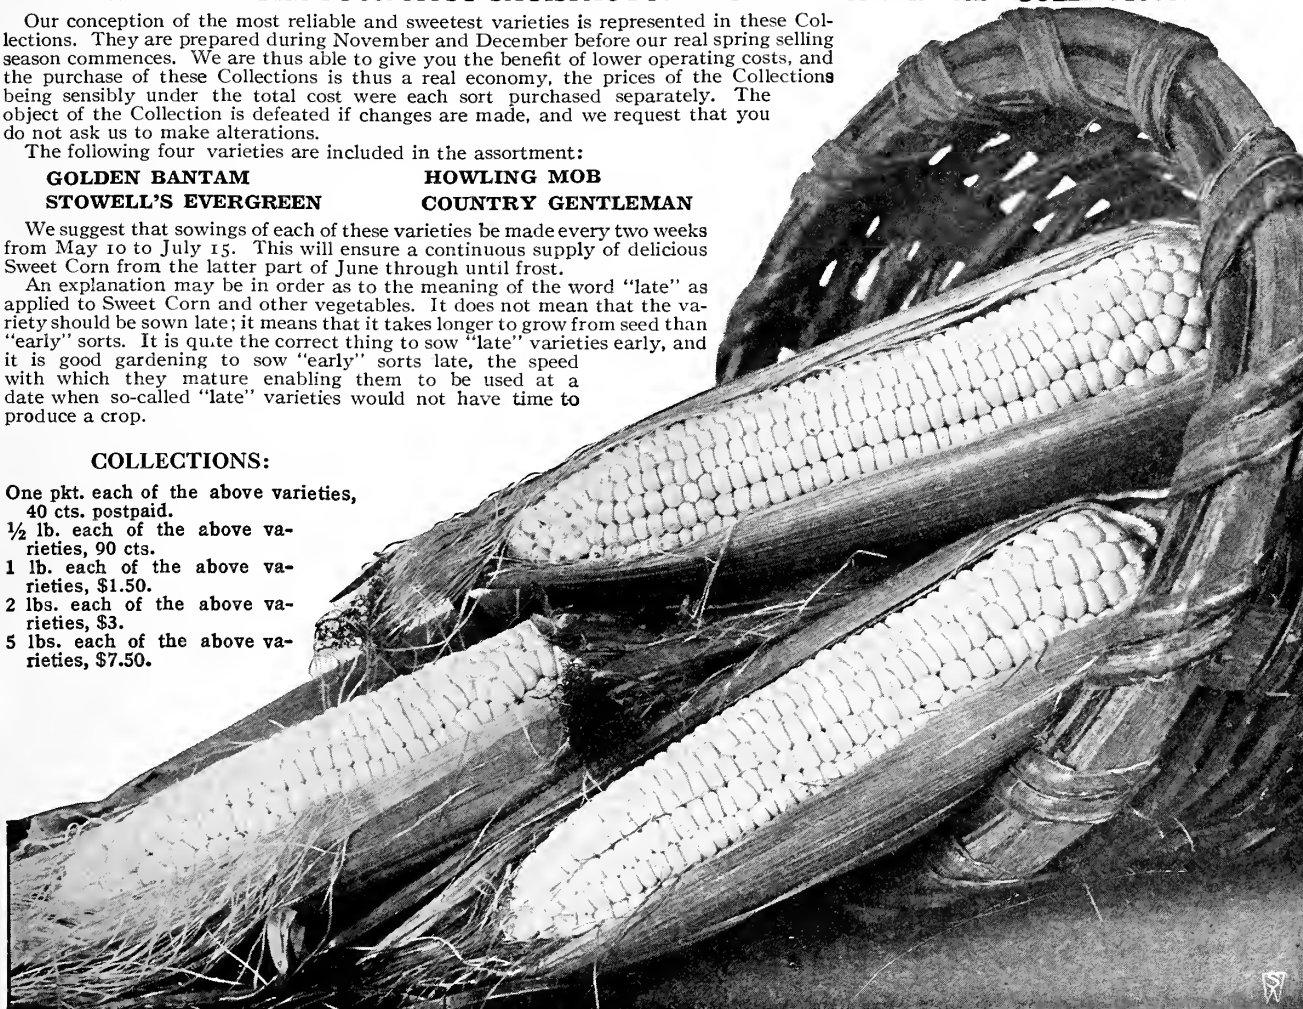 Our conception of the most reliable and sweetest varieties is represented in these Col-
lections. They are prepared during November and December before our real spring selling
season commences. We are thus able to give you the benefit of lower operating costs, and
the purchase of these Collections is thus a real economy, the prices of the Collections
being sensibly under the total cost were each sort purchased separately. The
object of the Collection is defeated if changes are made, and we request that you
do not ask us to make alterations.
The following four varieties are included in the assortment:
GOLDEN BANTAM HOWLING MOB
STOWELL'S EVERGREEN COUNTRY GENTLEMAN
We suggest that sowings of each of these varieties be made every two weeks
from May 10 to July 15. This will ensure a continuous supply of delicious
Sweet Corn from the latter part of June through until frost.
An explanation may be in order as to the meaning of the word "late" as
applied to Sweet Corn and other vegetables. It does not mean that the va-
riety should be sown late; it means that it takes longer to grow from seed than
"early" sorts. It is qu.te the correct thing to sow "late" varieties early, and
it is good gardening to sow "early" sorts late, the speed
with which they mature enabling them to be used at a
date when so-called "late" varieties would not have time to
produce a crop.
COLLECTIONS:
One pkt. each of the above varieties,
40 cts. postpaid.
½ lb. each of the above va-
rieties, 90 cts.
1 lb. each of the above va-
rieties, $1.50.
2 lbs. each of the above va-
rieties, $3.
5 lbs. each of the above va-
rieties, $7.50.